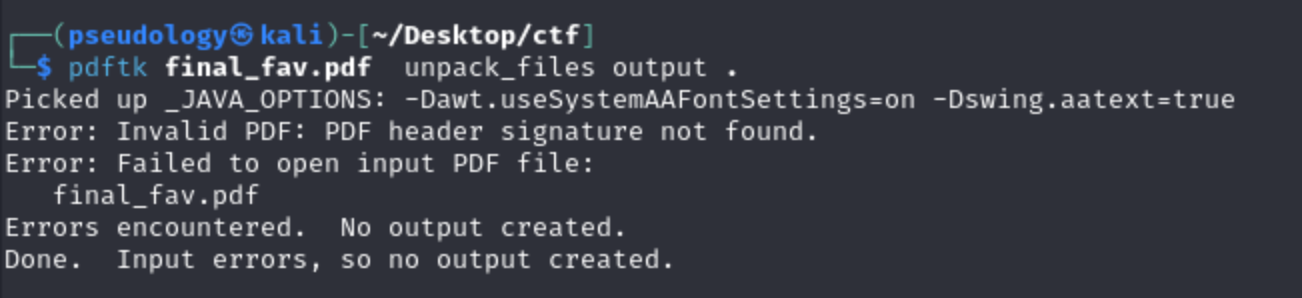 ┌──(pseudology㉿kali)-[~/Desktop/ctf]
└─$ pdftk final_fav.pdf  unpack_files output .
Picked up _JAVA_OPTIONS: -Dawt.useSystemAAFontSettings=on -Dswing.aatext=true
Error: Invalid PDF: PDF header signature not found.
Error: Failed to open input PDF file:
   final_fav.pdf
Errors encountered.  No output created.
Done.  Input errors, so no output created.